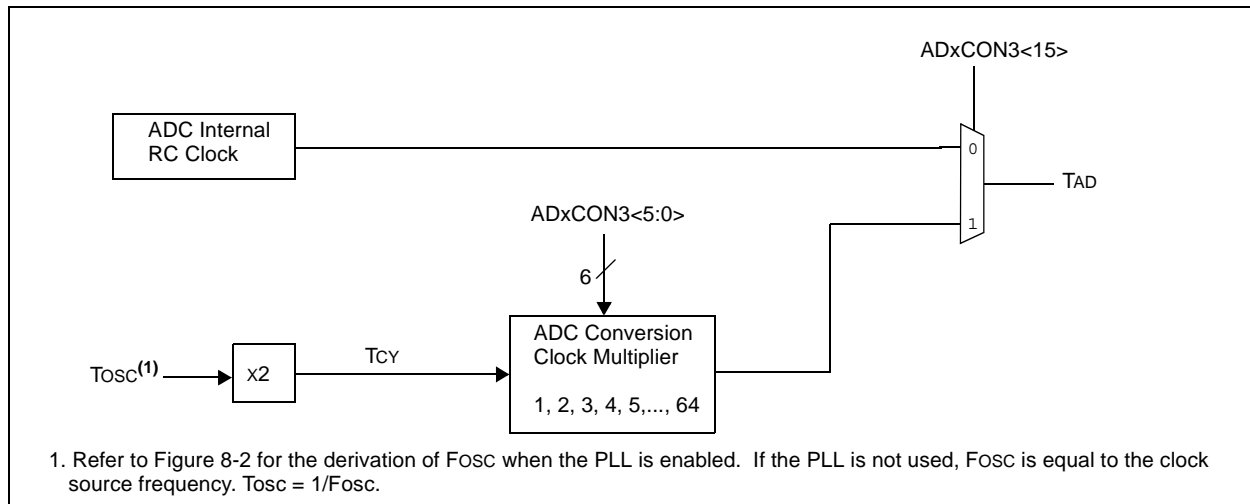 ADxCON3<15>
ADC Internal
RC Clock
0
TAD
ADxCON3<5:0>
1
6
ADC Conversion
Clock Multiplier
TOSC(1)
X2
TCY
1, 2, 3, 4, 5,..., 64
1. Refer to Figure 8-2 for the derivation of FOSC when the PLL is enabled. If the PLL is not used, FOSC is equal to the clock
source frequency. Tosc = 1/Fosc.